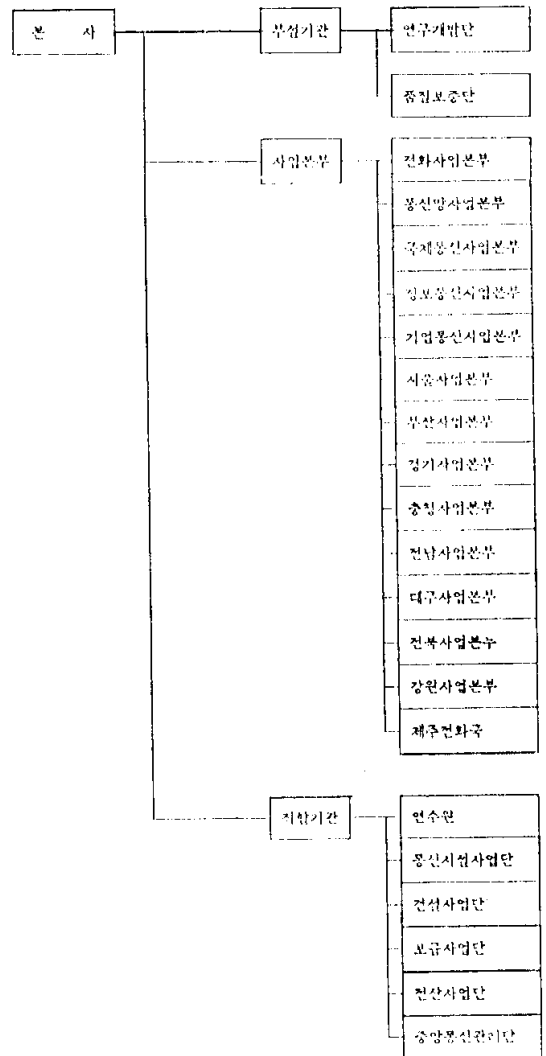 본 사
부설기관
연구개발단
품질보증단
사업본부
전화사업본부
통신망사업본부
국제통신사업본부
정보통신사업본부
기업통신사업본부
서울사업본부
부산사업본부
경기사업본부
충청사업본부
전남사업본부
대구사업본부
전북사업본부
강원사업본부
제주전화국
직할기관
연수원
통신시설사업단
건설사업단
보급사업단
전산사업단
중앙통신관리단